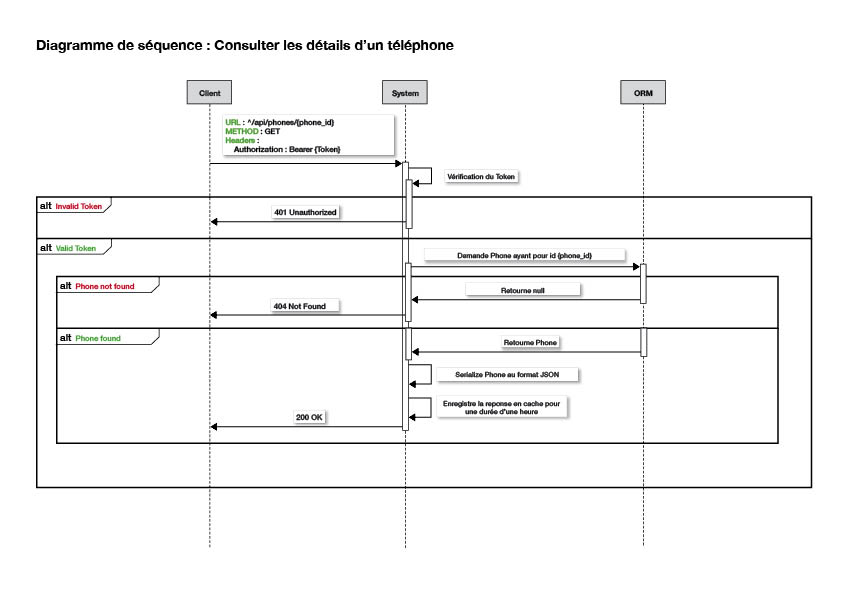 Diagramme de séquence : Consulter les détails d'un téléphone
Client
System
ORM
URL : ^/api/phones/{phone_id}
METHOD : GET
Headers :
Authorization : Bearer {Token}
Vérification du Token
alt Invalid Token
401 Unauthorized
alt Valid Token
Demande Phone ayant pour id {phone_id}
alt Phone not found
Retourne null
404 Not Found
alt Phone found
Retourne Phone
Serialize Phone au format JSON
Enregistre la reponse en cache pour
une durée d'une heure
200 OK